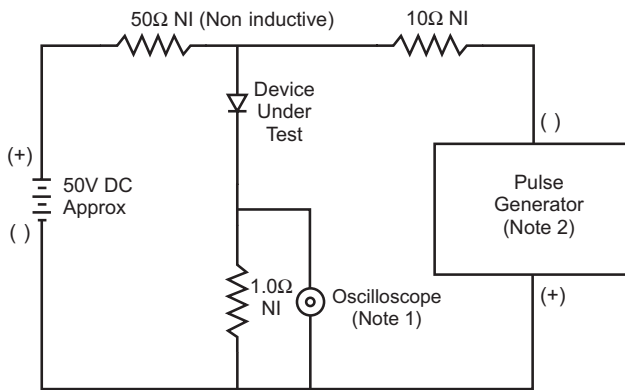 50Ω NI (Non inductive)
10Ω NI
Device
Under
Test
( )
(+)
50V DC
Approx
( )
Pulse
Generator
(Note 2)
1.0Ω
NI
Oscilloscope
(Note 1)
(+)